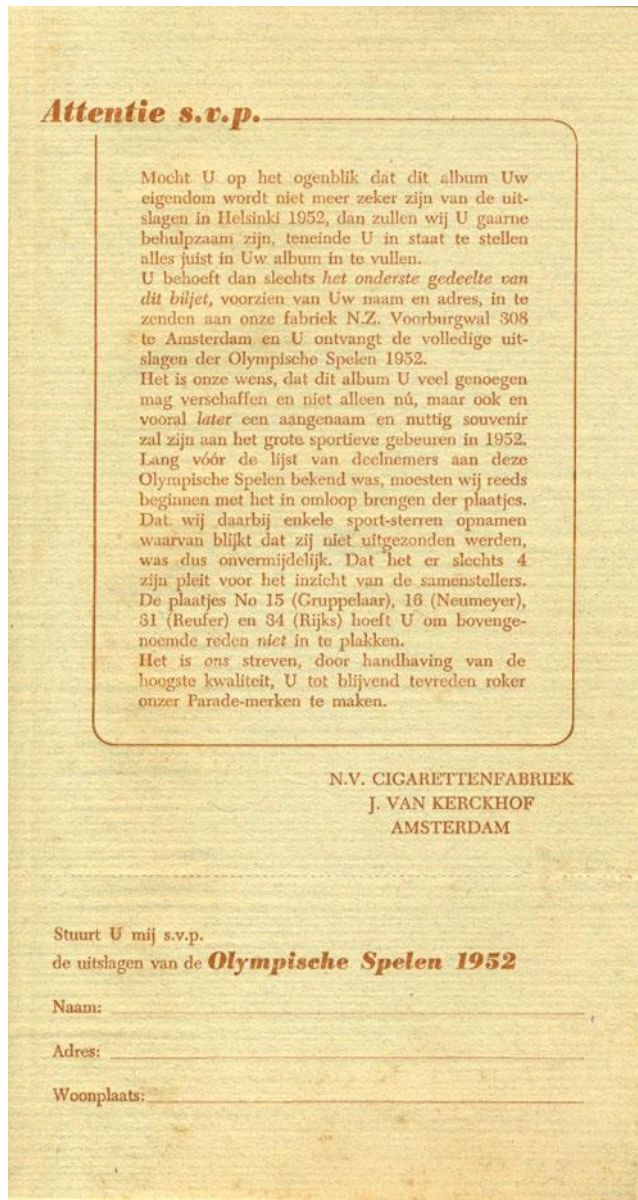 Attentie s.v.p.
Mocht U op het ogenblik dat dit album Uw
eigendom wordt niet meer zeker zijn van de uit-
slagen in Helsinki 1952, dan zullen wij U gaarne
behulpzaam zijn, teneinde U in staat te stellen
alles juist in Uw album in te vullen.
U behoeft dan slechts het onderste gedeelte van
dit biljet, voorzien van Uw naam en adres, in te
zenden aan onze fabriek N.Z. Voorburgwal 308
te Amsterdam en U ontvangt de volledige uit-
slagen der Olympische Spelen 1952.
Het is onze wens, dat dit album U veel genoegen
mag verschaffen en niet alleen nú, maar ook en
vooral later een aangenaam en nuttig souvenir
zal zijn aan het grote sportieve gebeuren in 1952.
Lang vóór de lijst van deelnemers aan deze
Olympische Spelen bekend was, moesten wij reeds
beginnen met het in omloop brengen der plaatjes.
Dat wij daarbij enkele sport-sterren opnamen
waarvan blijkt dat zij niet uitgezonden werden,
was dus onvermijdelijk. Dat het er slechts 4
zijn pleit voor het inzicht van de samenstellers.
De plaatjes No 15 (Gruppelaar), 16 (Neumeyer),
31 (Reufer) en 34 (Rijks) hoeft U om bovenge-
noemde reden niet in te plakken.
Het is ons streven, door handhaving van de
hoogste kwaliteit, U tot blijvend tevreden roker
onzer Parade-merken te maken.
N.V. CIGARETTENFABRIEK
J. VAN KERCKHOF
AMSTERDAM
Stuurt U mij s.v.p.
de uitslagen van de Olympische Spelen 1952
Naam:
Adres:
Woonplaats: